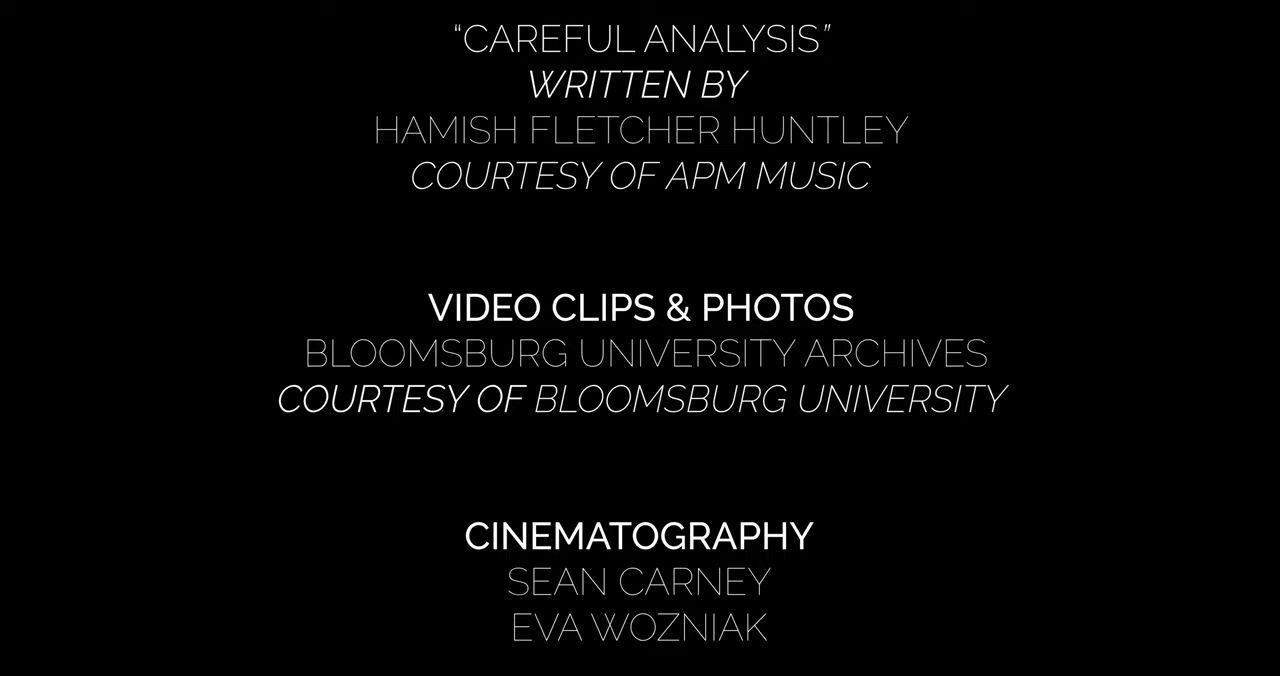 “CAREFUL ANALYSIS”
WRITTEN BY
HAMISH FLETCHER HUNTLEY
COURTESY OF APM MUSIC
VIDEO CLIPS & PHOTOS
BLOOMSBURG UNIVERSITY ARCHIVES
COURTESY OF BLOOMSBURG UNIVERSITY
CINEMATOGRAPHY
SEAN CARNEY
EVA WOZNIAK